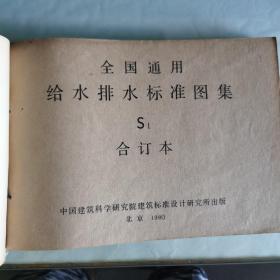 全国通用
给水排水标准图集
S₁
合订本
中国建筑科学研究院建筑标准设计研究所出版
北京 1980